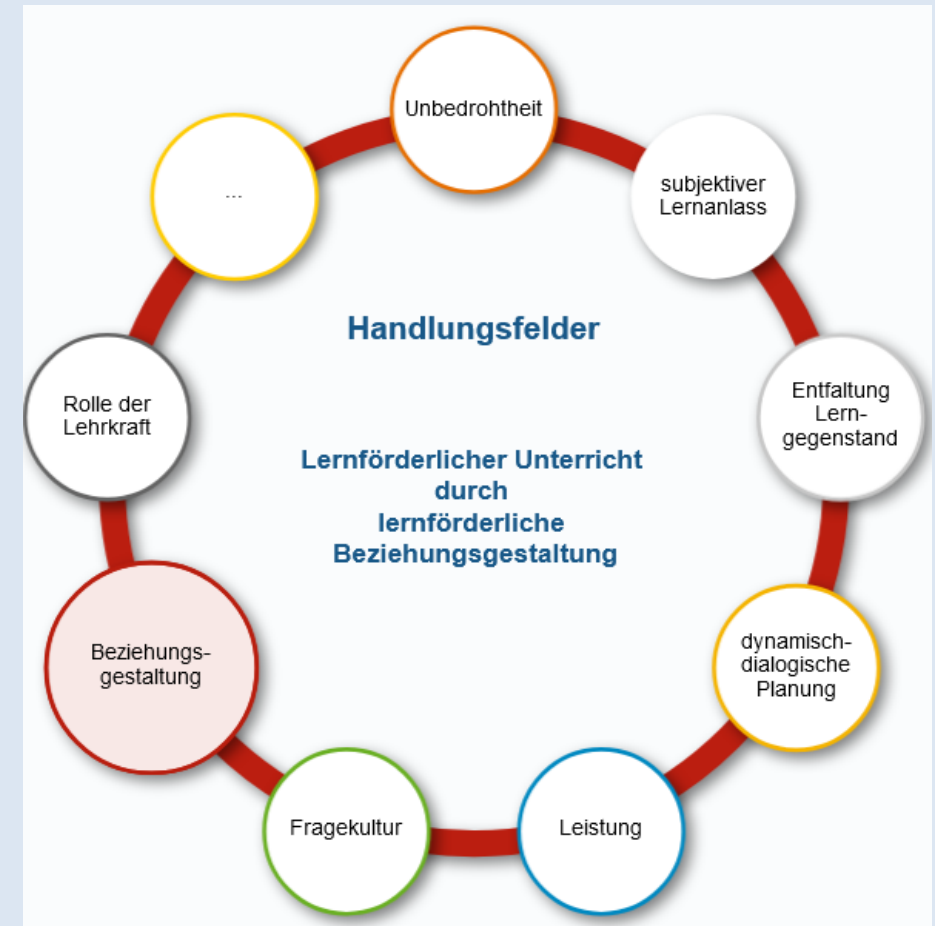 Unbedrohtheit
subjektiver
Lernanlass
Entfaltung
Lern-
gegenstand
dynamisch-
dialogische
Planung
Leistung
Fragekultur
Beziehungs-
gestaltung
Rolle der
Lehrkraft
...
Handlungsfelder
Lernförderlicher Unterricht
durch
lernförderliche
Beziehungsgestaltung